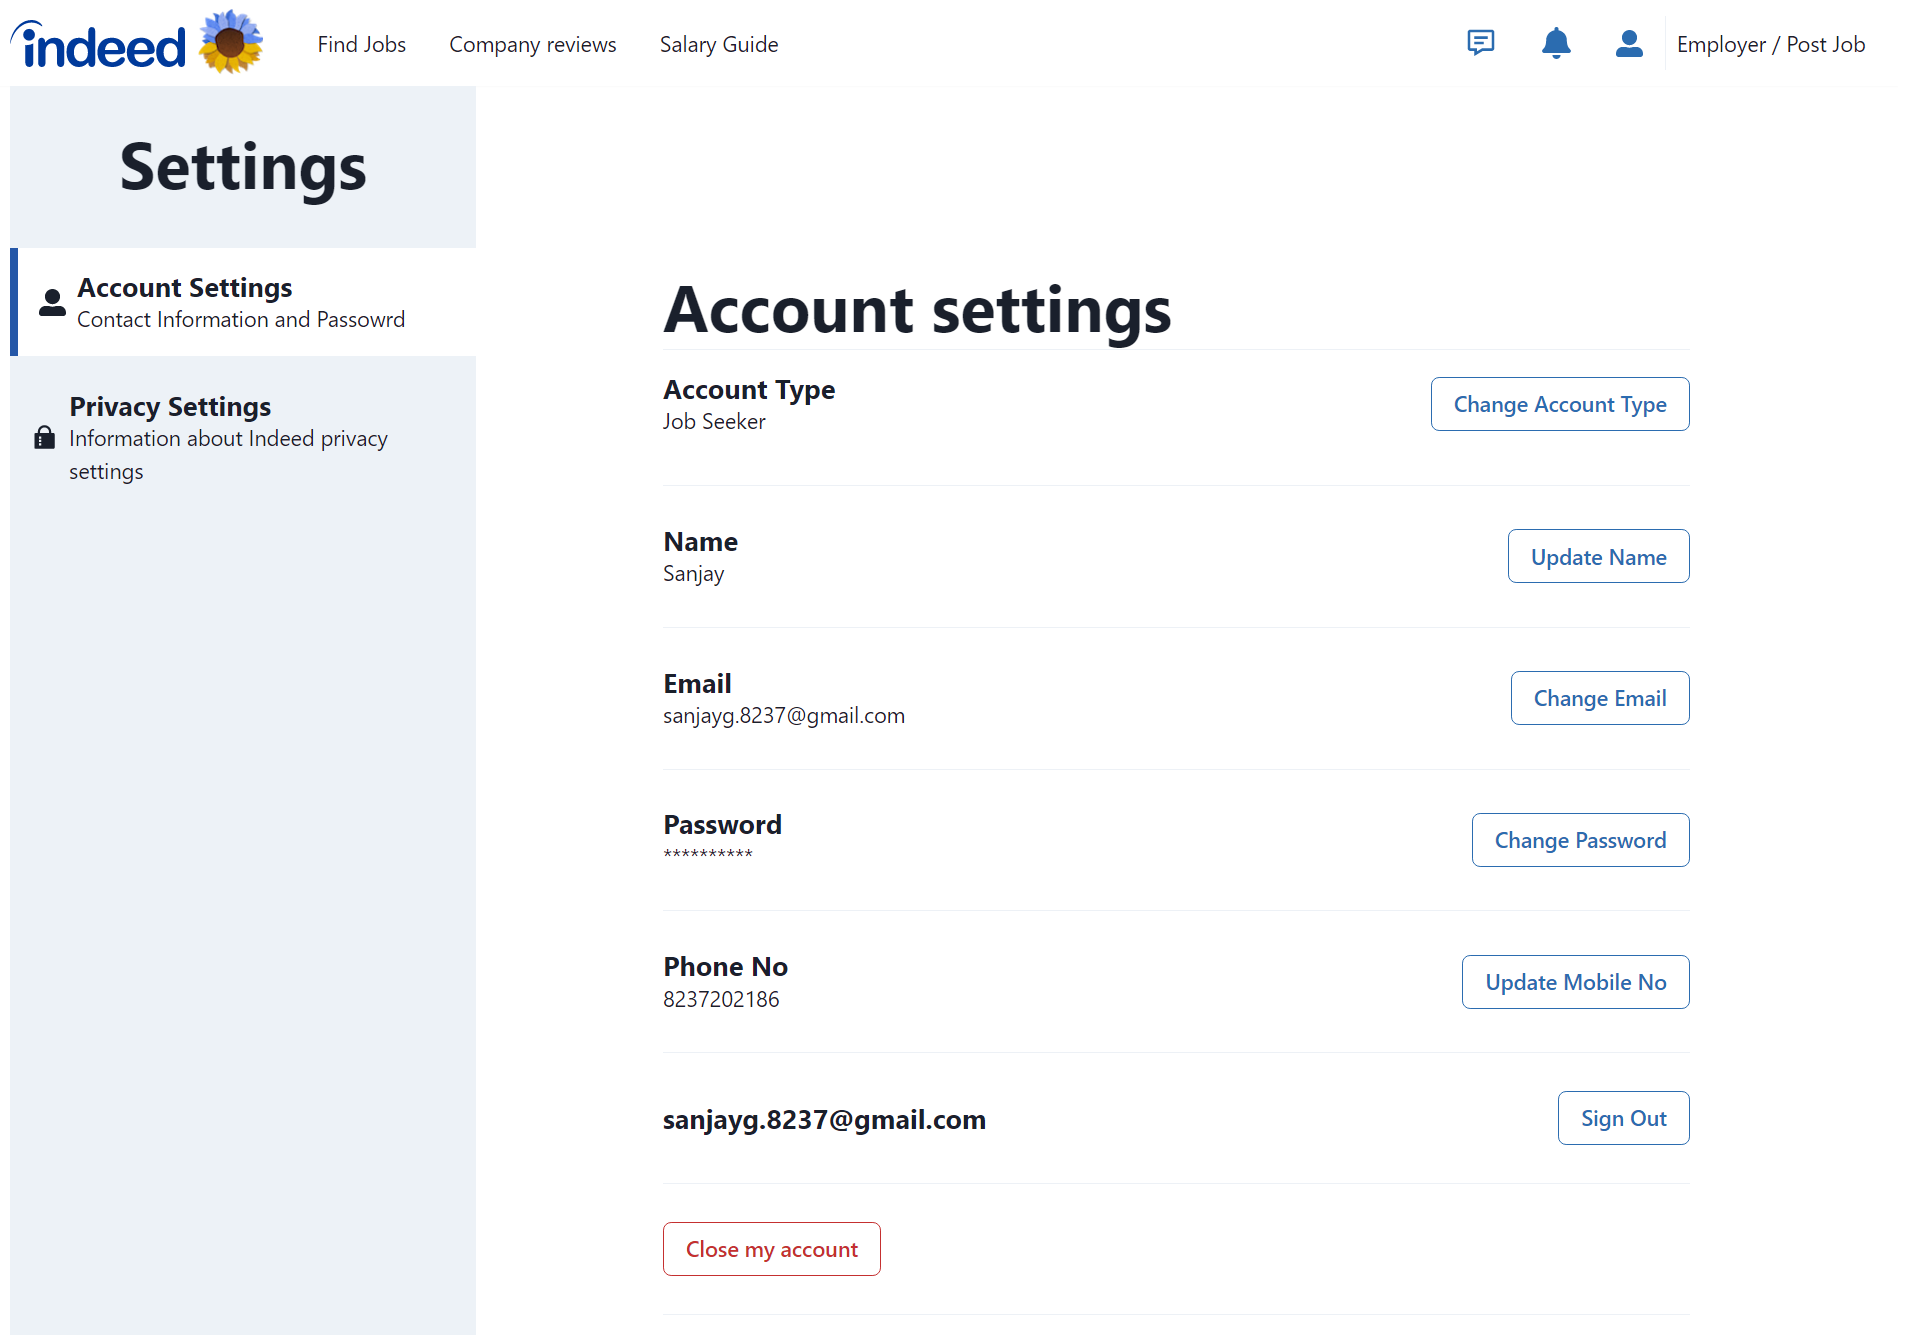 indeed
Find Jobs
Company reviews
Salary Guide
Employer / Post Job
Settings
Account Settings
Contact Information and Passowrd
Privacy Settings
Information about Indeed privacy
settings
Account settings
Account Type
Job Seeker
Change Account Type
Name
Sanjay
Update Name
Email
sanjayg.8237@gmail.com
Change Email
Password
**********
Change Password
Phone No
8237202186
Update Mobile No
sanjayg.8237@gmail.com
Sign Out
Close my account